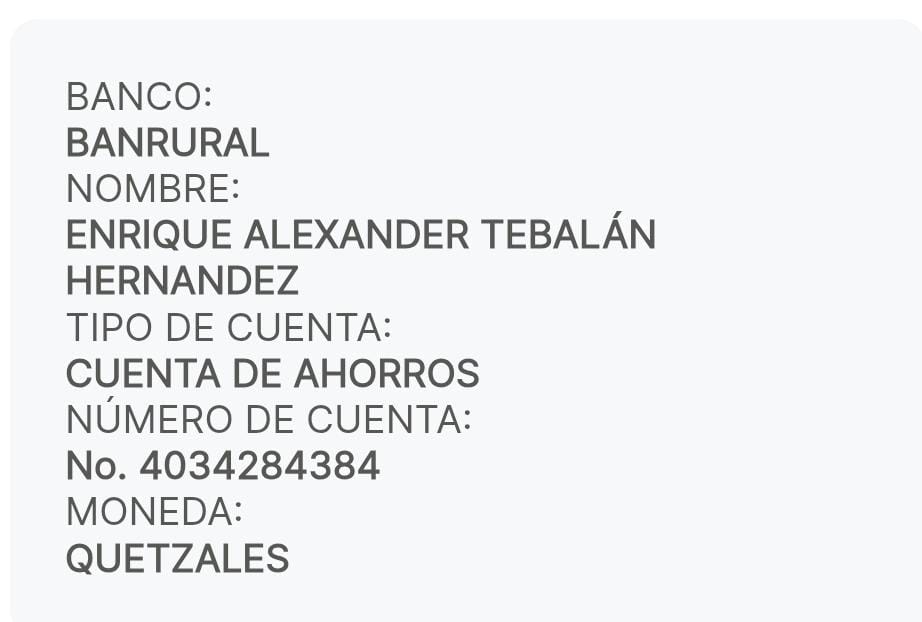 BANCO:
BANRURAL
NOMBRE:
ENRIQUE ALEXANDER TEBALÁN
HERNANDEZ
TIPO DE CUENTA:
CUENTA DE AHORROS
NÚMERO DE CUENTA:
No. 4034284384
MONEDA:
QUETZALES